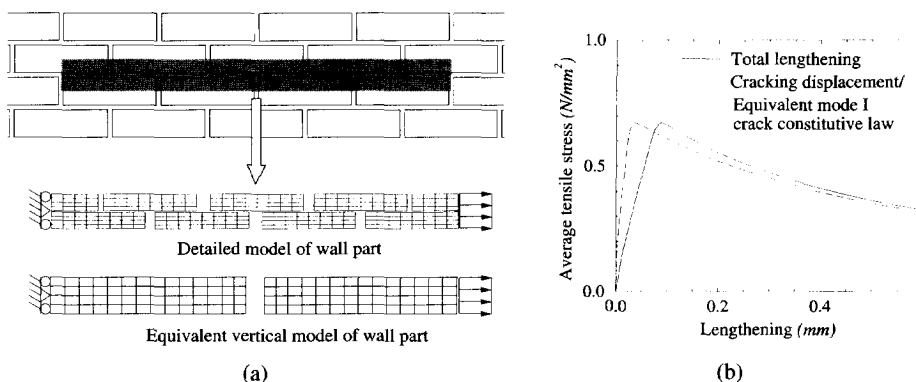 Detailed model of wall part
Equivalent vertical model of wall part
(a)
1.0
0.5
0.0
Average tensile stress (N/mm²)
Total lengthening
Cracking displacement/
Equivalent mode I
crack constitutive law
0.0 0.2 0.4
Lengthening (mm)
(b)